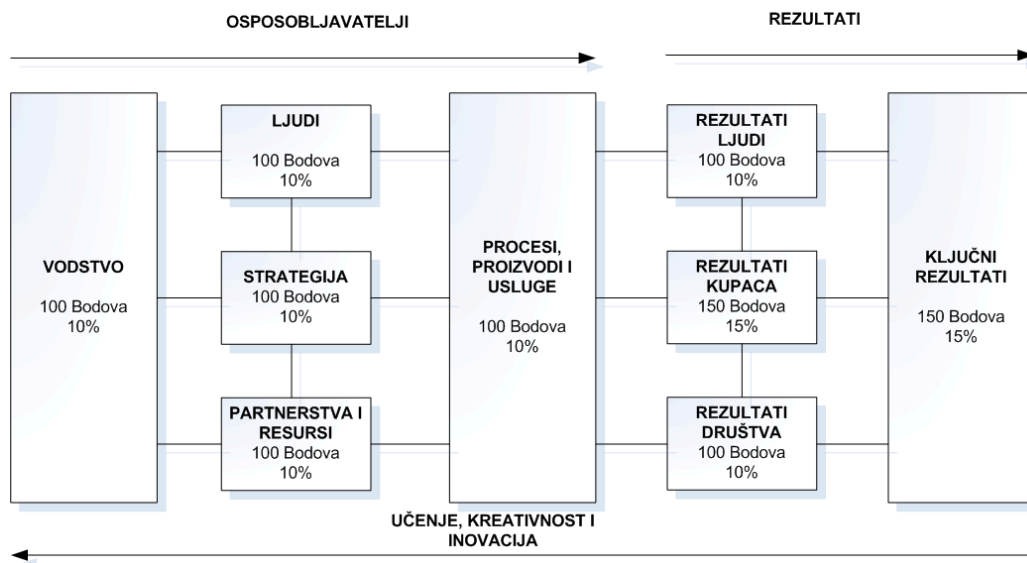 OSPOSOBLJAVATELJI
REZULTATI
VODSTVO
100 Bodova
10%
LJUDI
100 Bodova
10%
STRATEGIJA
100 Bodova
10%
PARTNERSTVA I
RESURSI
100 Bodova
10%
PROCESI,
PROIZVODI I
USLUGE
100 Bodova
10%
REZULTATI
LJUDI
100 Bodova
10%
REZULTATI
KUPACA
150 Bodova
15%
REZULTATI
DRUŠTVA
100 Bodova
10%
KLJUČNI
REZULTATI
150 Bodova
15%
UČENJE, KREATIVNOST I
INOVACIJA